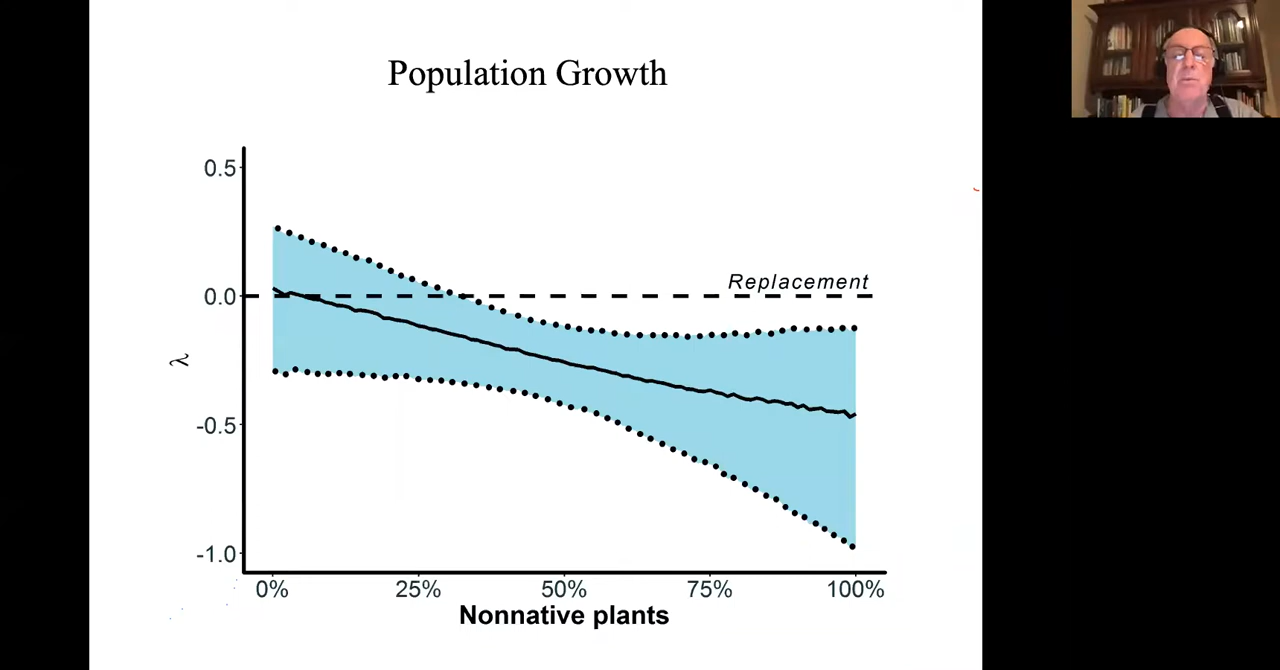 Population Growth
0.5
Replacement
0.0
λ
-0.5
-1.0
0% 25% 50% 75% 100%
Nonnative plants